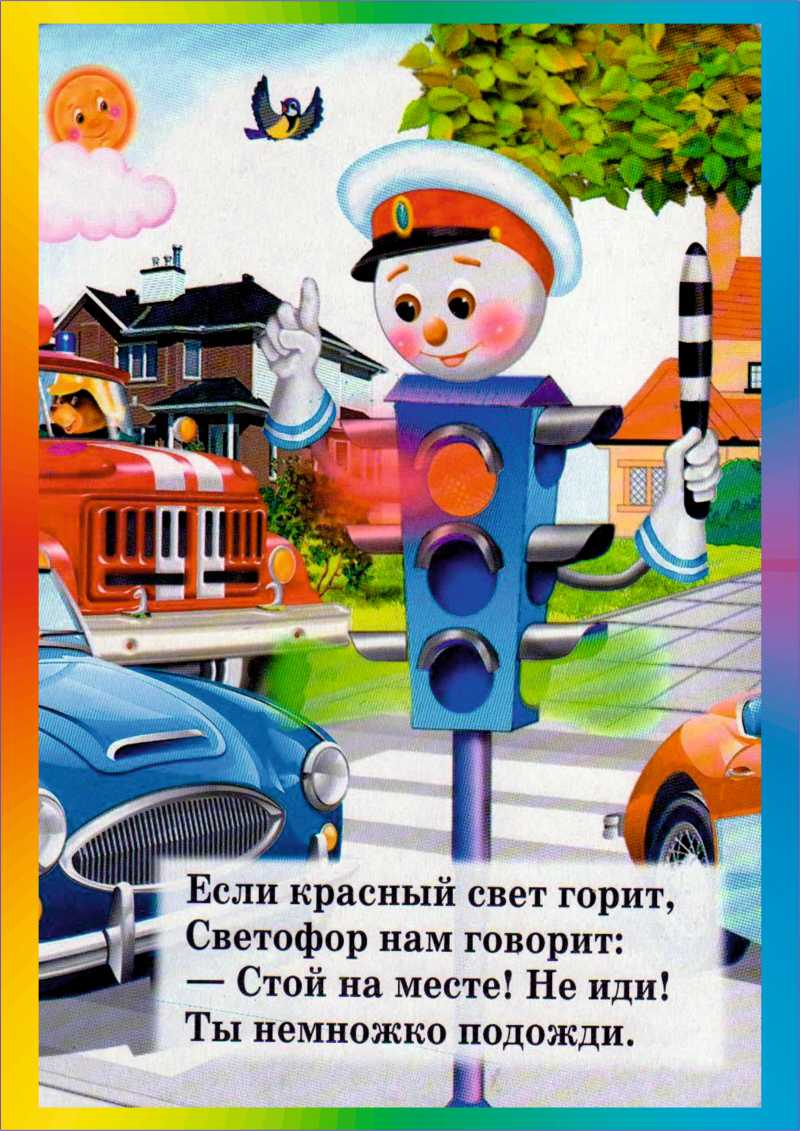 Если красный свет горит,
Светофор нам говорит:
— Стой на месте! Не иди!
Ты немножко подожди.